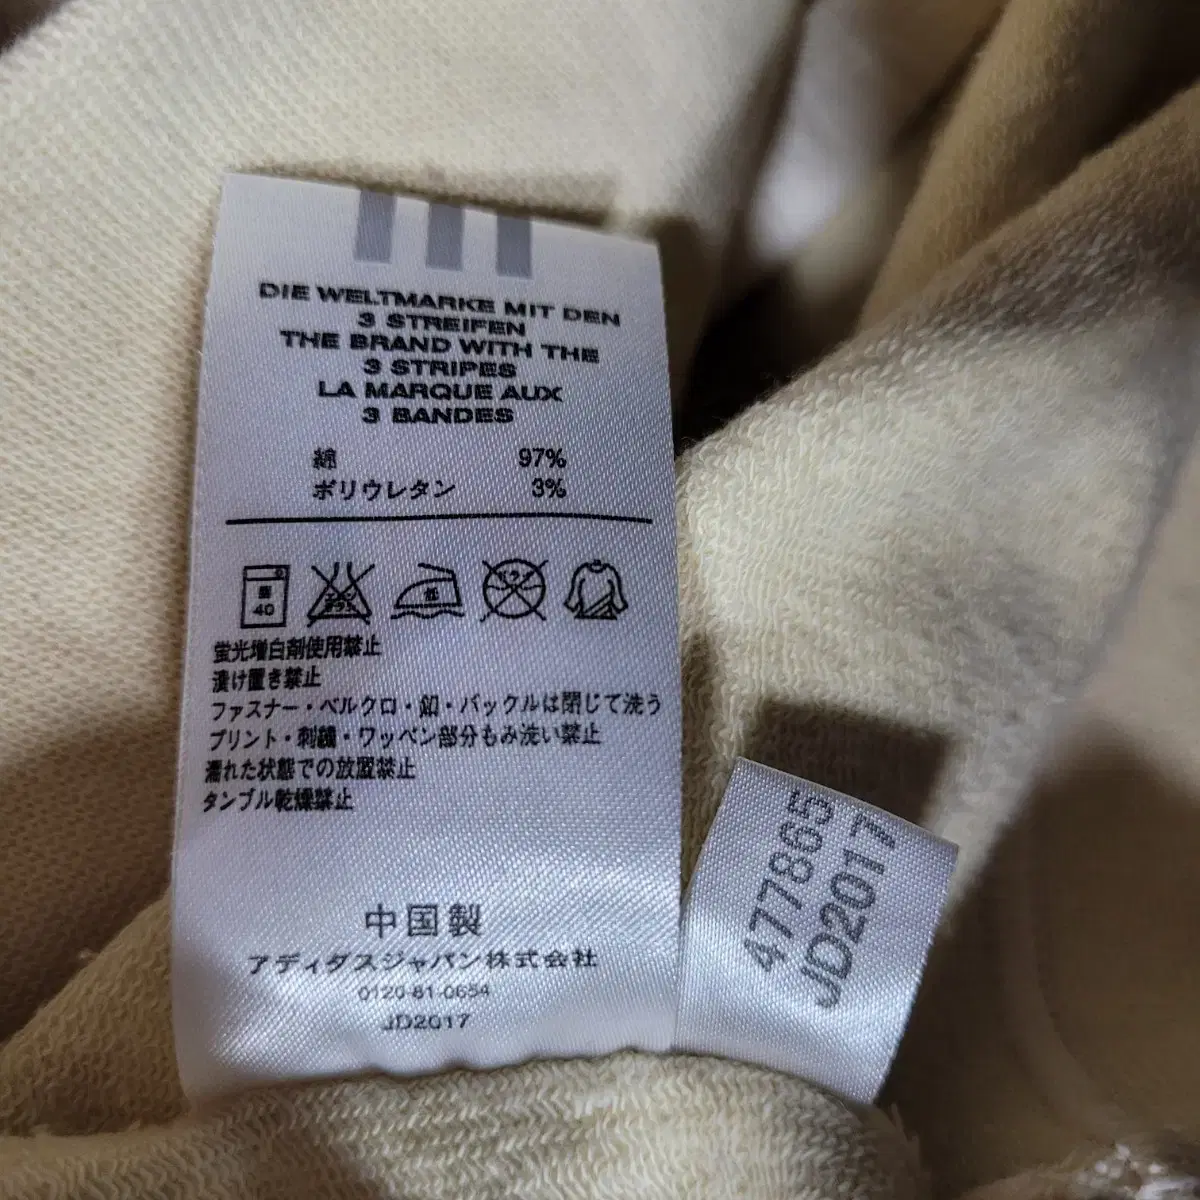 DIE WELTMARKE MIT DEN
3 STREIFEN
THE BRAND WITH THE
3 STRIPES
LA MARQUE AUX
3 BANDES
綿 97%
ポリウレタン 3%
40 低
蛍光増白剤使用禁止
漬け置き禁止
ファスナー・ベルクロ・釦・バックルは閉じて洗う
プリント・刺繍・ワッペン部分もみ洗い禁止
濡れた状態での放置禁止
タンブル乾燥禁止
中国製
アディダスジャパン株式会社
0120-81-0654
JD2017
477865
JD2017